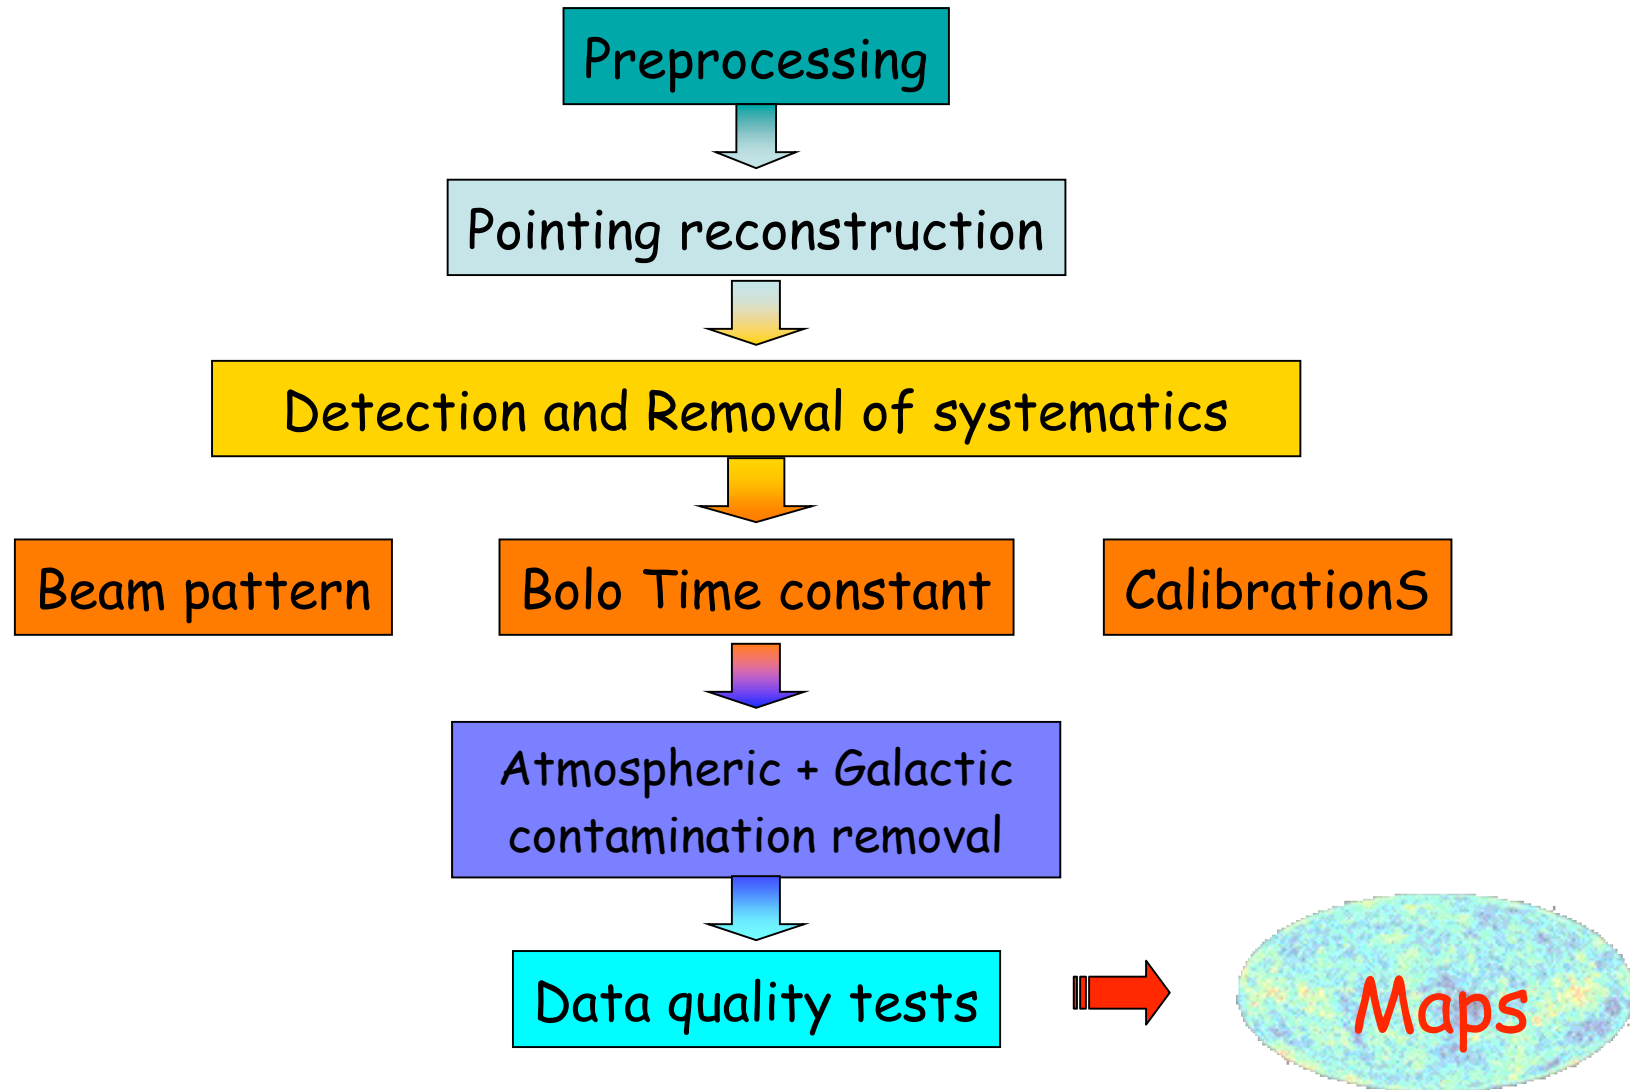 Preprocessing
Pointing reconstruction
Detection and Removal of systematics
Beam pattern
Bolo Time constant
CalibrationS
Atmospheric + Galactic
contamination removal
Data quality tests
Maps